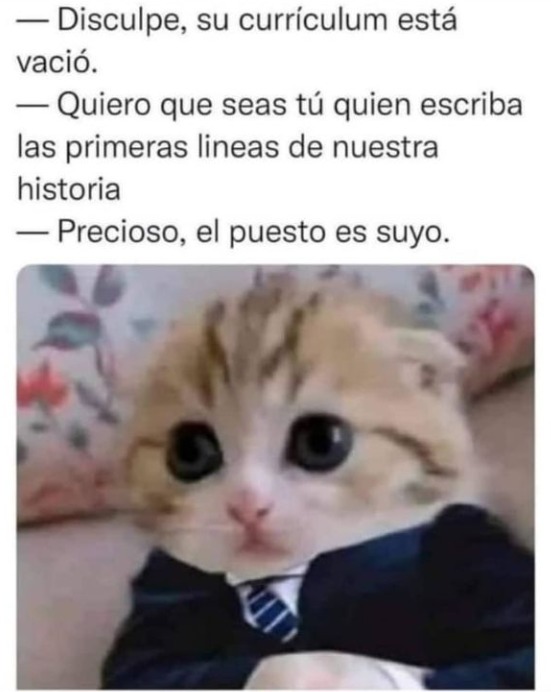 — Disculpe, su currículum está
vació.
— Quiero que seas tú quien escriba
las primeras lineas de nuestra
historia
— Precioso, el puesto es suyo.